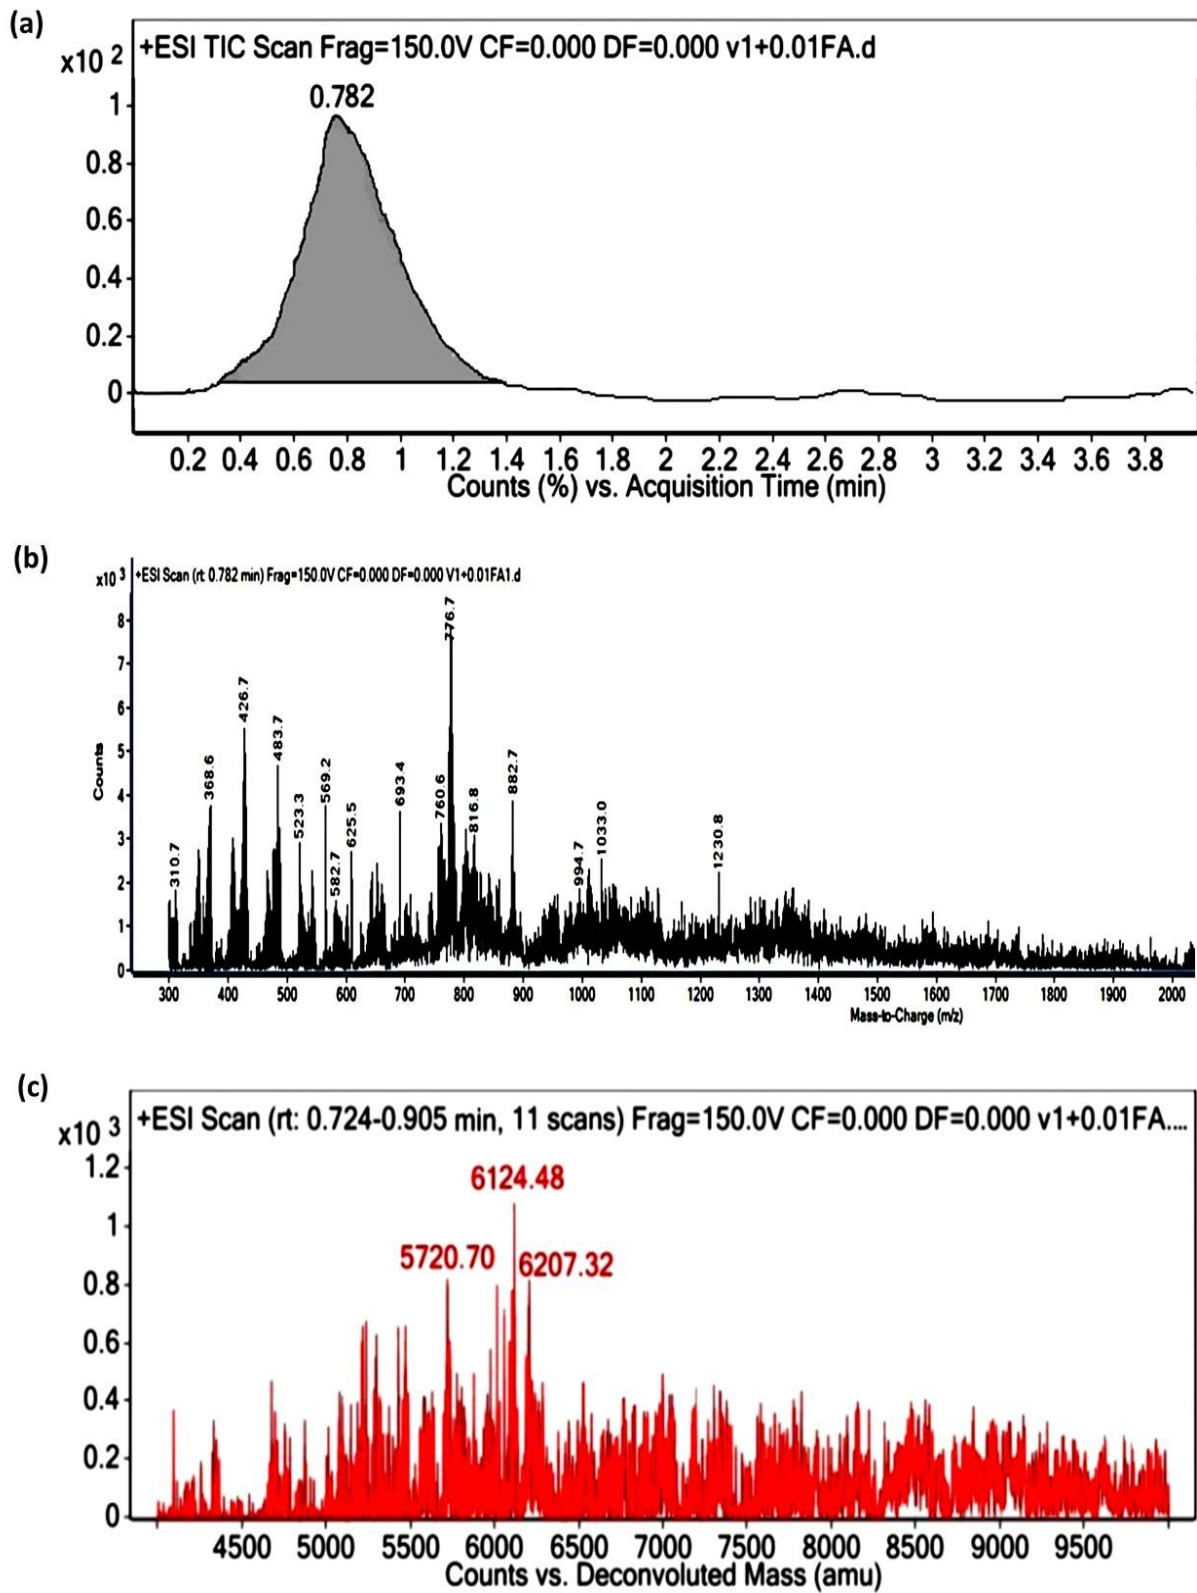 (a)
+ESI TIC Scan Frag=150.0V CF=0.000 DF=0.000 v1+0.01FA.d
x10 2
0.782
1
0.8
0.6
0.4
0.2
0
0.2 0.4 0.6 0.8 1 1.2 1.4 1.6 1.8 2 2.2 2.4 2.6 2.8 3 3.2 3.4 3.6 3.8
Counts (%) vs. Acquisition Time (min)
(b)
x10 3
+ESI Scan (rt: 0.782 min) Frag=150.0V CF=0.000 DF=0.000 V1+0.01FA1.d
8
7
6
5
4
3
2
1
0
Counts
310.7
368.6
426.7
483.7
523.3
569.2
582.7
625.5
693.4
760.6
776.7
816.8
882.7
994.7
1033.0
1230.8
300 400 500 600 700 800 900 1000 1100 1200 1300 1400 1500 1600 1700 1800 1900 2000
Mass-to-Charge (m/z)
(c)
x10 3
+ESI Scan (rt: 0.724-0.905 min, 11 scans) Frag=150.0V CF=0.000 DF=0.000 v1+0.01FA....
1.2
1
0.8
0.6
0.4
0.2
0
6124.48
5720.70
6207.32
4500 5000 5500 6000 6500 7000 7500 8000 8500 9000 9500
Counts vs. Deconvoluted Mass (amu)